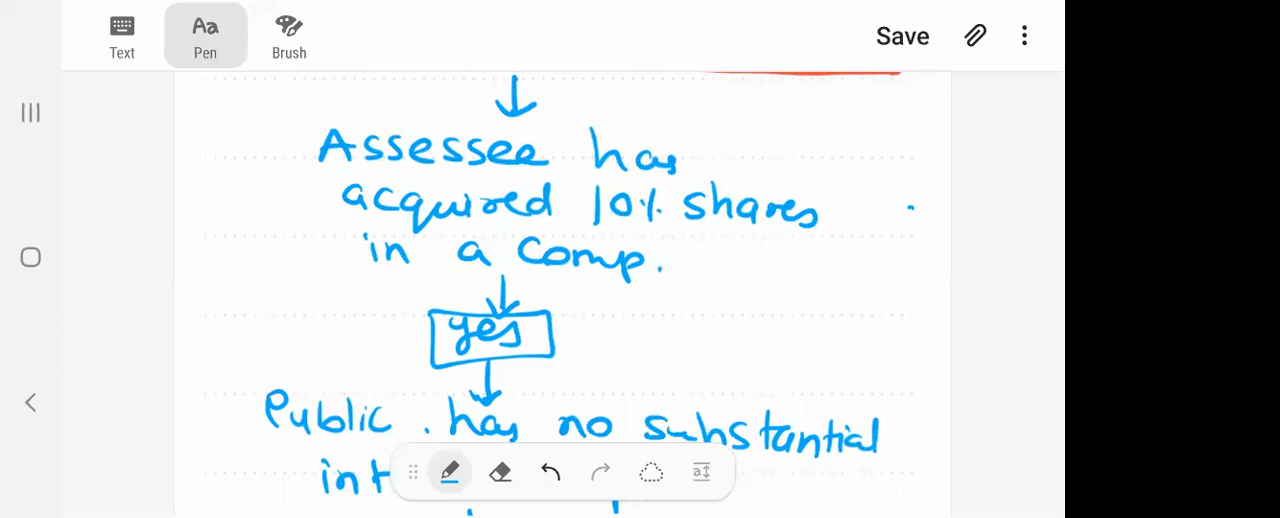 Text
Pen
Brush
Save
Assessee has
acquired 10% shares
in a comp.
yes
Public. has no substantial